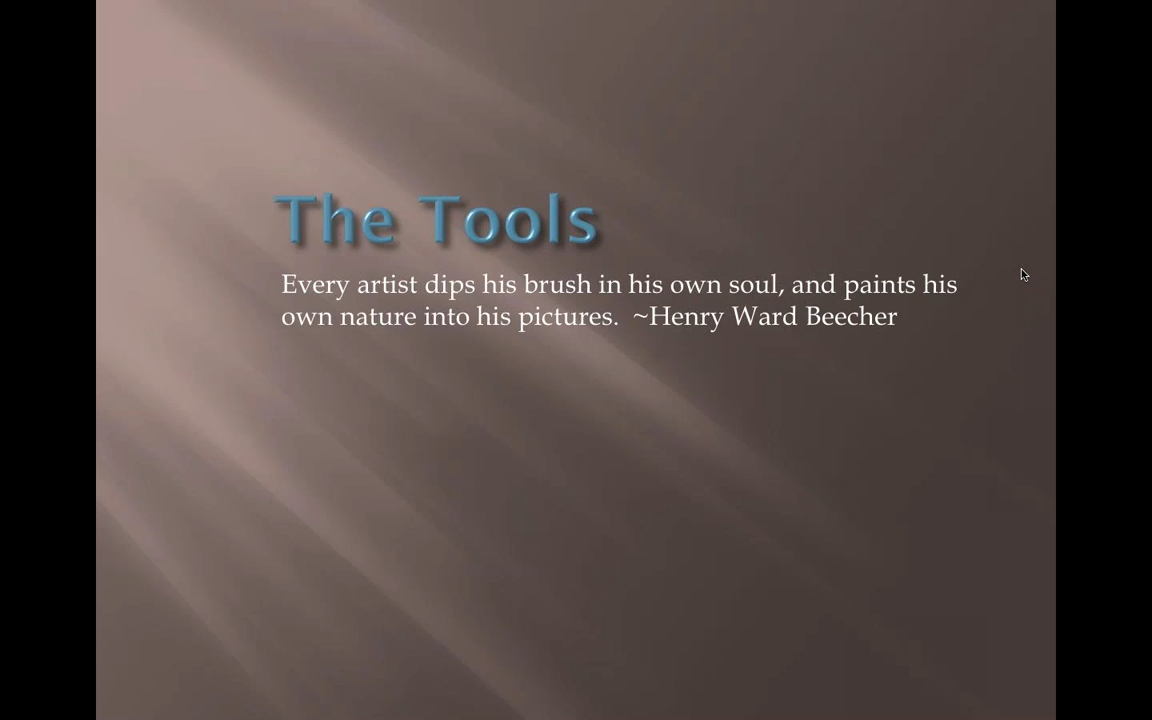 The Tools
Every artist dips his brush in his own soul, and paints his
own nature into his pictures.  ~Henry Ward Beecher